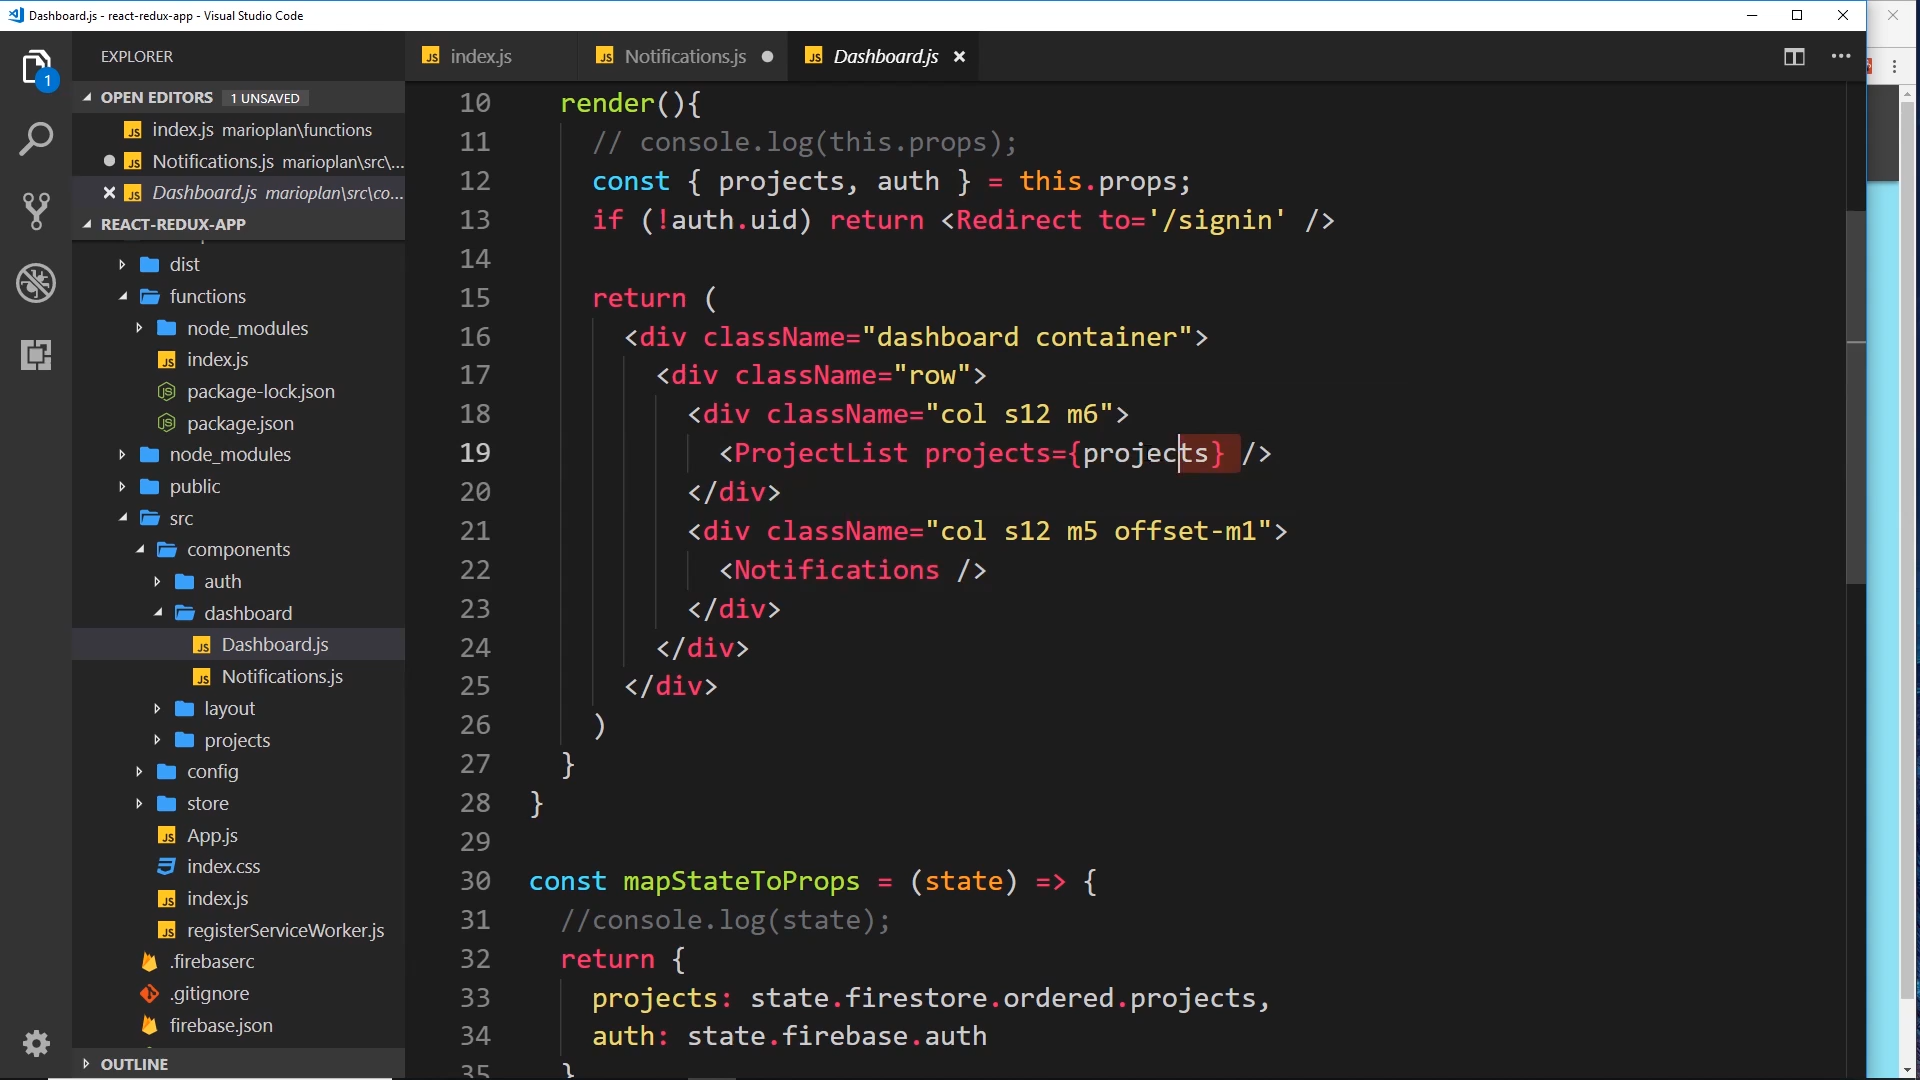 Dashboard.js - react-redux-app - Visual Studio Code
EXPLORER
OPEN EDITORS 1 UNSAVED
index.js marioplan\functions
Notifications.js marioplan\src\...
Dashboard.js marioplan\src\co...
REACT-REDUX-APP
dist
functions
node_modules
index.js
package-lock.json
package.json
node_modules
public
src
components
auth
dashboard
Dashboard.js
Notifications.js
layout
projects
config
store
App.js
index.css
index.js
registerServiceWorker.js
.firebaserc
.gitignore
firebase.json
OUTLINE
1
index.js Notifications.js Dashboard.js
10 render(){
11 // console.log(this.props);
12 const { projects, auth } = this.props;
13 if (!auth.uid) return <Redirect to='/signin' />
14
15 return (
16 <div className="dashboard container">
17 <div className="row">
18 <div className="col s12 m6">
19 <ProjectList projects={projects} />
20 </div>
21 <div className="col s12 m5 offset-m1">
22 <Notifications />
23 </div>
24 </div>
25 </div>
26 )
27 }
28 }
29
30 const mapStateToProps = (state) => {
31 //console.log(state);
32 return {
33 projects: state.firestore.ordered.projects,
34 auth: state.firebase.auth
35 }